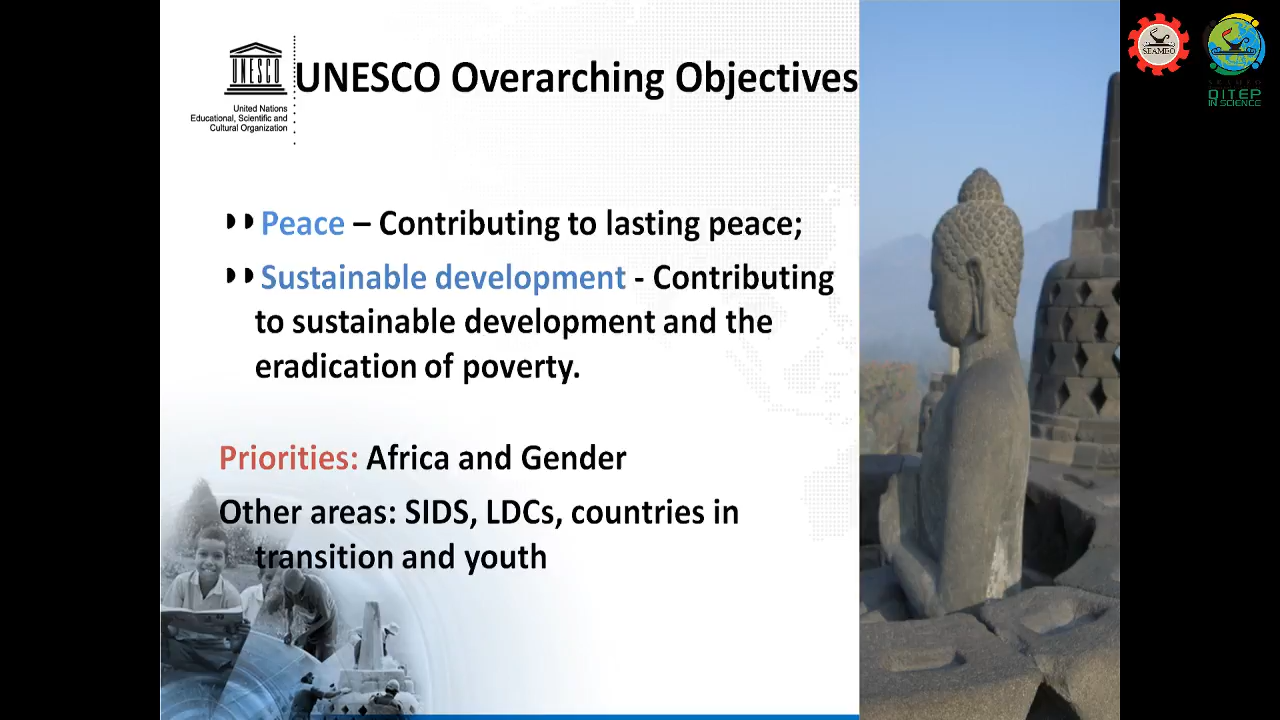 UNESCO
United Nations
Educational, Scientific and
Cultural Organization
UNESCO Overarching Objectives
Peace – Contributing to lasting peace;
Sustainable development - Contributing
to sustainable development and the
eradication of poverty.
Priorities: Africa and Gender
Other areas: SIDS, LDCs, countries in
transition and youth
SEAMEO
SEAMEO
QITEP
IN SCIENCE